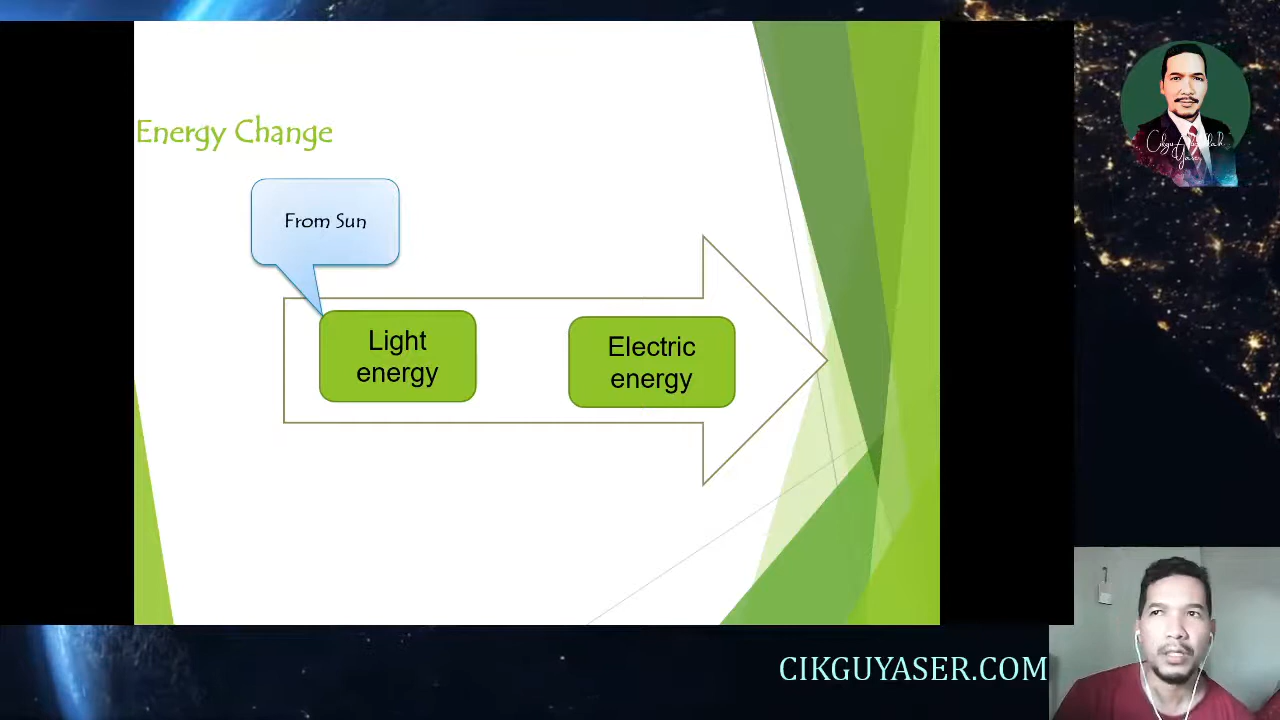 Energy Change
From Sun
Light
energy
Electric
energy
CIKGUYASER.COM